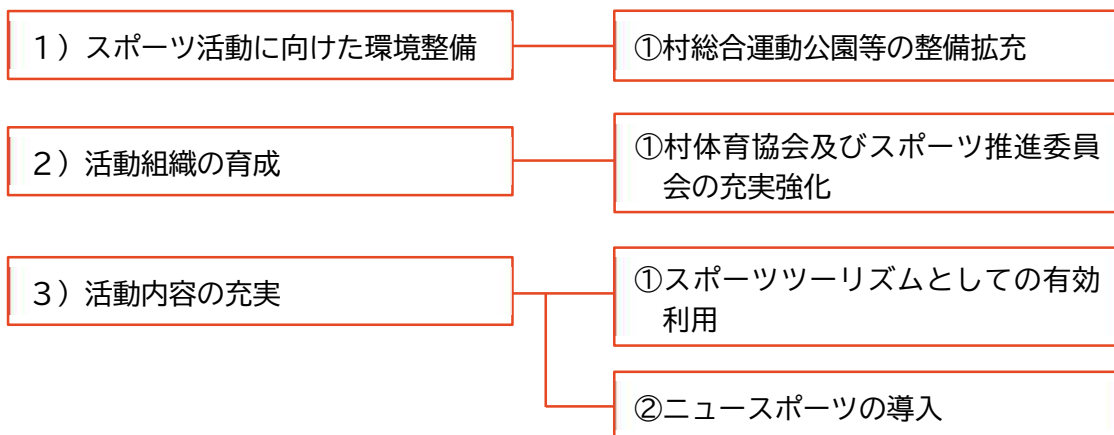 1)スポーツ活動に向けた環境整備
①村総合運動公園等の整備拡充
2)活動組織の育成
①村体育協会及びスポーツ推進委員
会の充実強化
3)活動内容の充実
①スポーツツーリズムとしての有効
利用
②ニュースポーツの導入